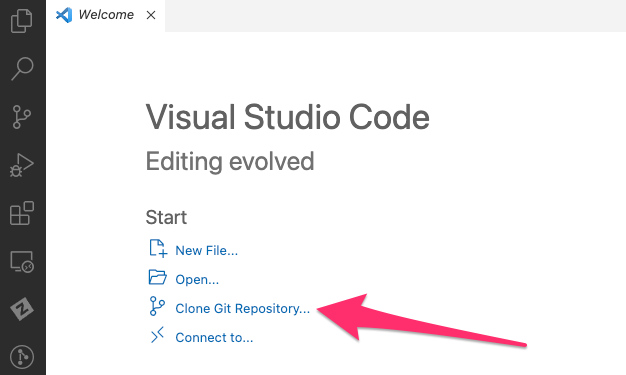 Welcome
Visual Studio Code
Editing evolved
Start
New File...
Open...
Clone Git Repository...
Connect to...